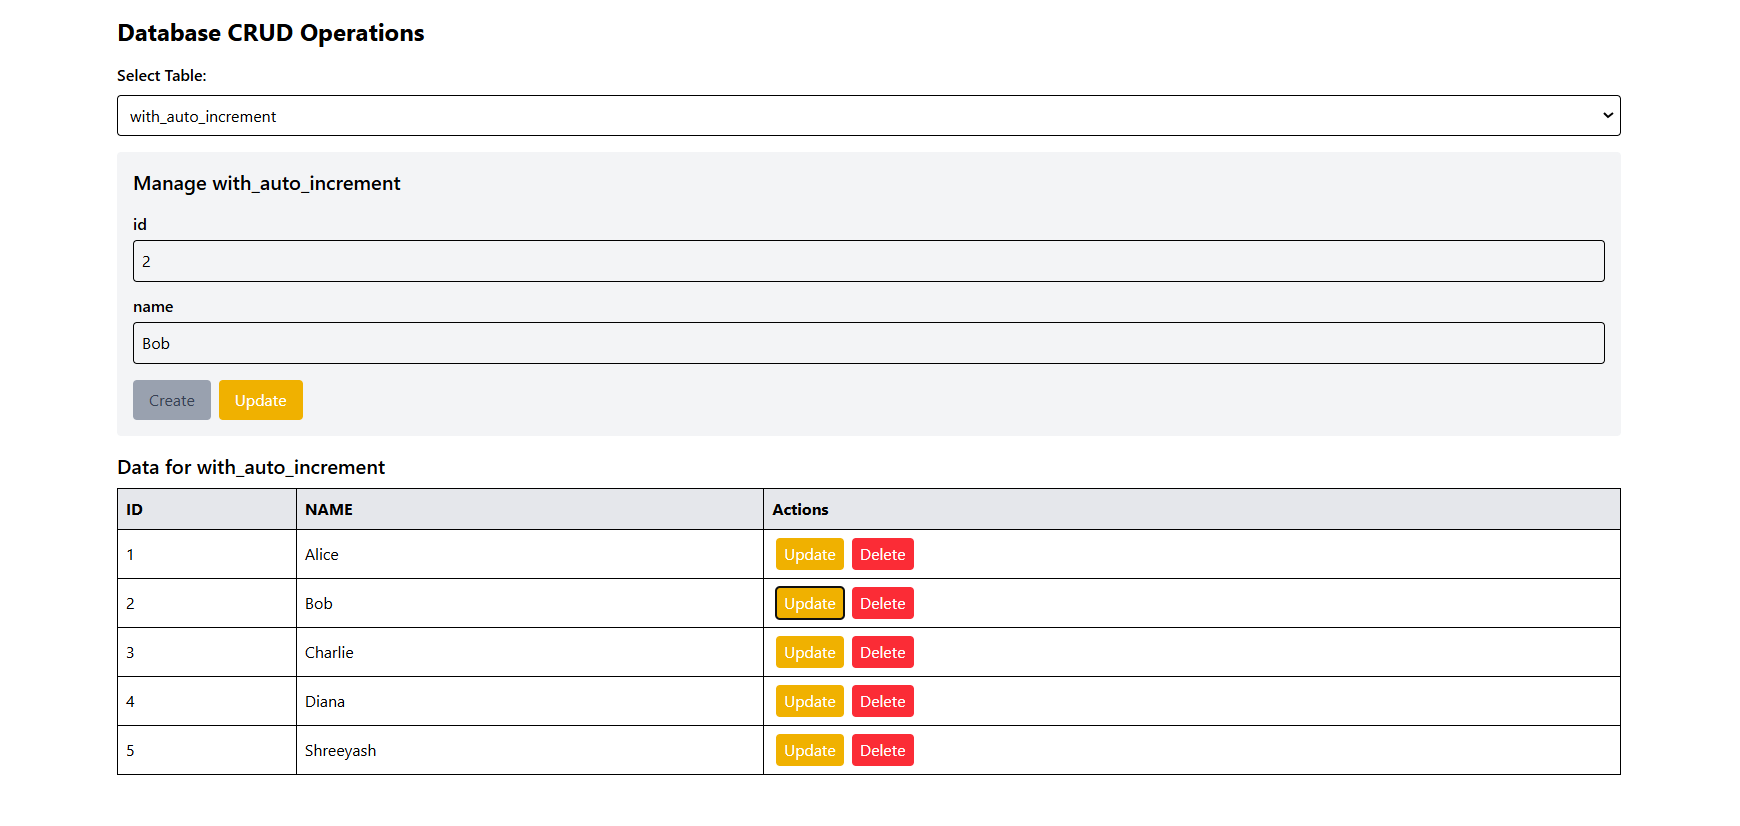 Database CRUD Operations
Select Table:
with_auto_increment
Manage with_auto_increment
id
2
name
Bob
Create Update
Data for with_auto_increment
ID NAME Actions
1 Alice Update Delete
2 Bob Update Delete
3 Charlie Update Delete
4 Diana Update Delete
5 Shreeyash Update Delete